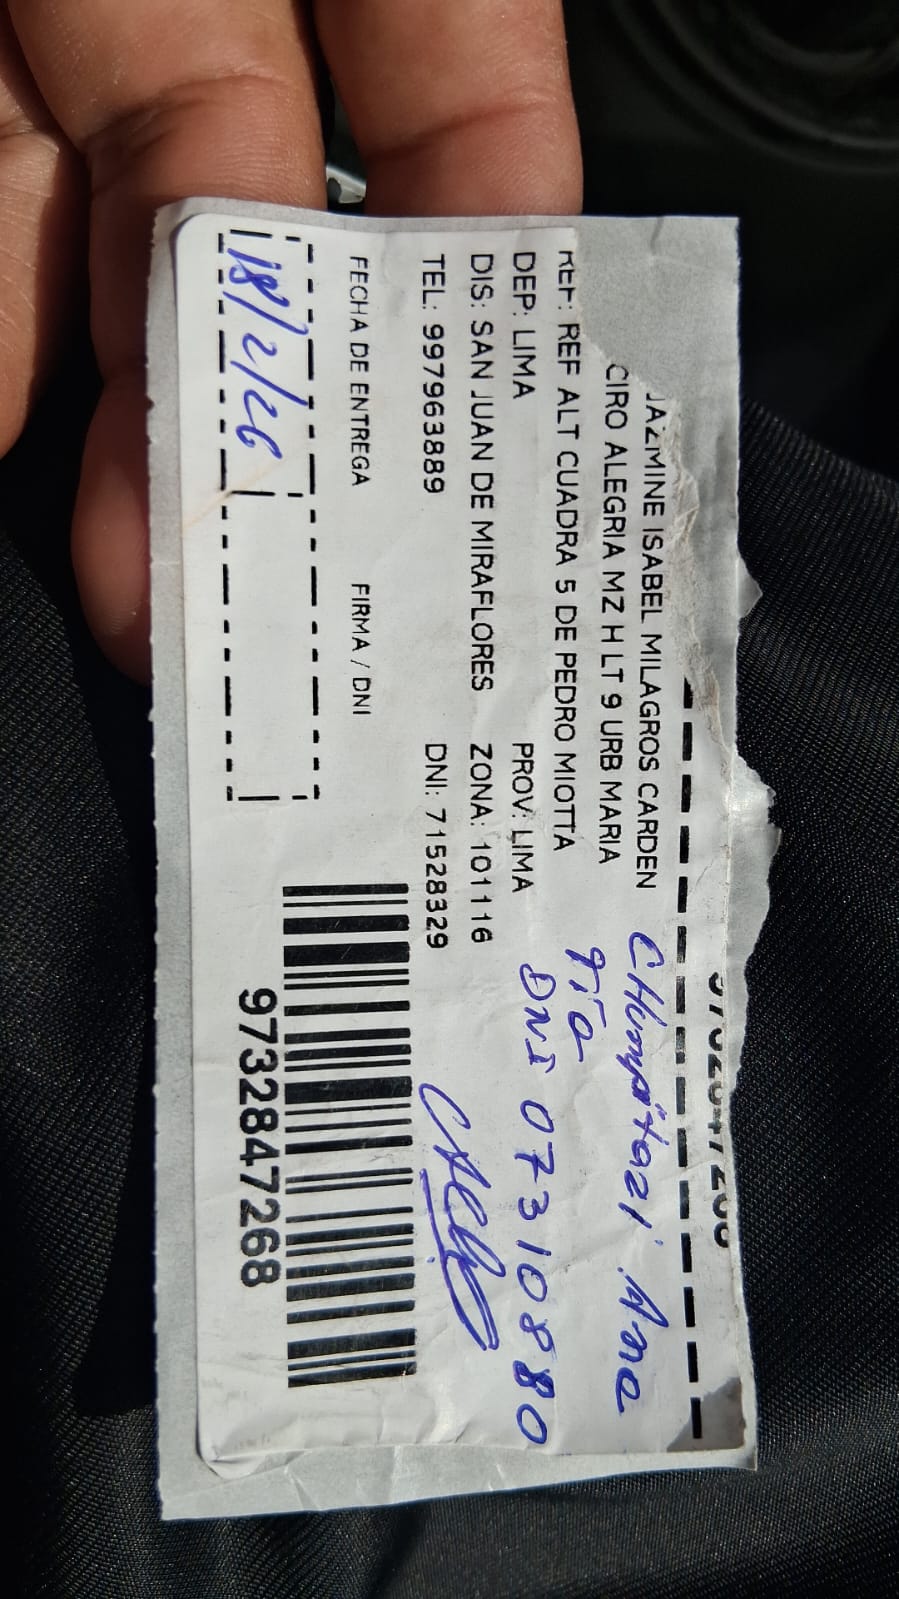 JAZMINE ISABEL MILAGROS CARDEN
CIRO ALEGRIA MZ H LT 9 URB MARIA
REF: REF ALT CUADRA 5 DE PEDRO MIOTTA
DEP: LIMA PROV: LIMA
DIS: SAN JUAN DE MIRAFLORES ZONA: 101116
TEL: 997963889 DNI: 71528329
CHumpitazi Ana
TíA
DNI 07310880
FECHA DE ENTREGA FIRMA / DNI
18/2/26
9732847268